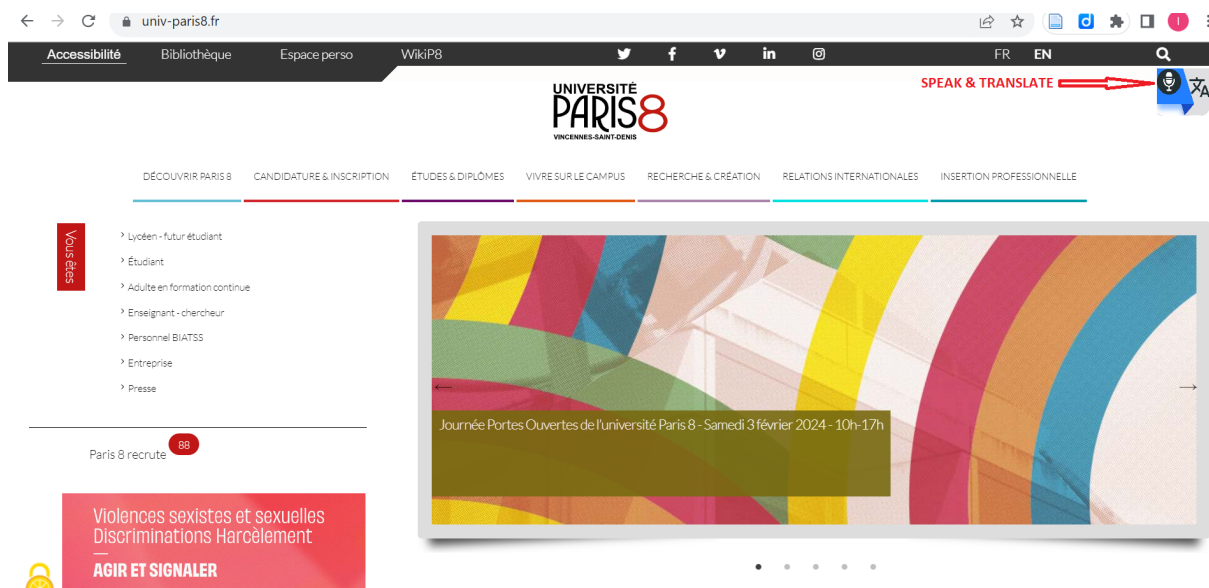 univ-paris8.fr
Accessibilité Bibliothèque Espace perso WikiP8 FR EN
SPEAK & TRANSLATE
UNIVERSITÉ
PARIS8
VINCENNES-SAINT-DENIS
DÉCOUVRIR PARIS 8 CANDIDATURE & INSCRIPTION ÉTUDES & DIPLÔMES VIVRE SUR LE CAMPUS RECHERCHE & CRÉATION RELATIONS INTERNATIONALES INSERTION PROFESSIONNELLE
Vous êtes
Lycéen - futur étudiant
Étudiant
Adulte en formation continue
Enseignant - chercheur
Personnel BIATSS
Entreprise
Presse
Journée Portes Ouvertes de l'université Paris 8 - Samedi 3 février 2024 - 10h-17h
Paris 8 recrute 88
Violences sexistes et sexuelles
Discriminations Harcèlement
AGIR ET SIGNALER